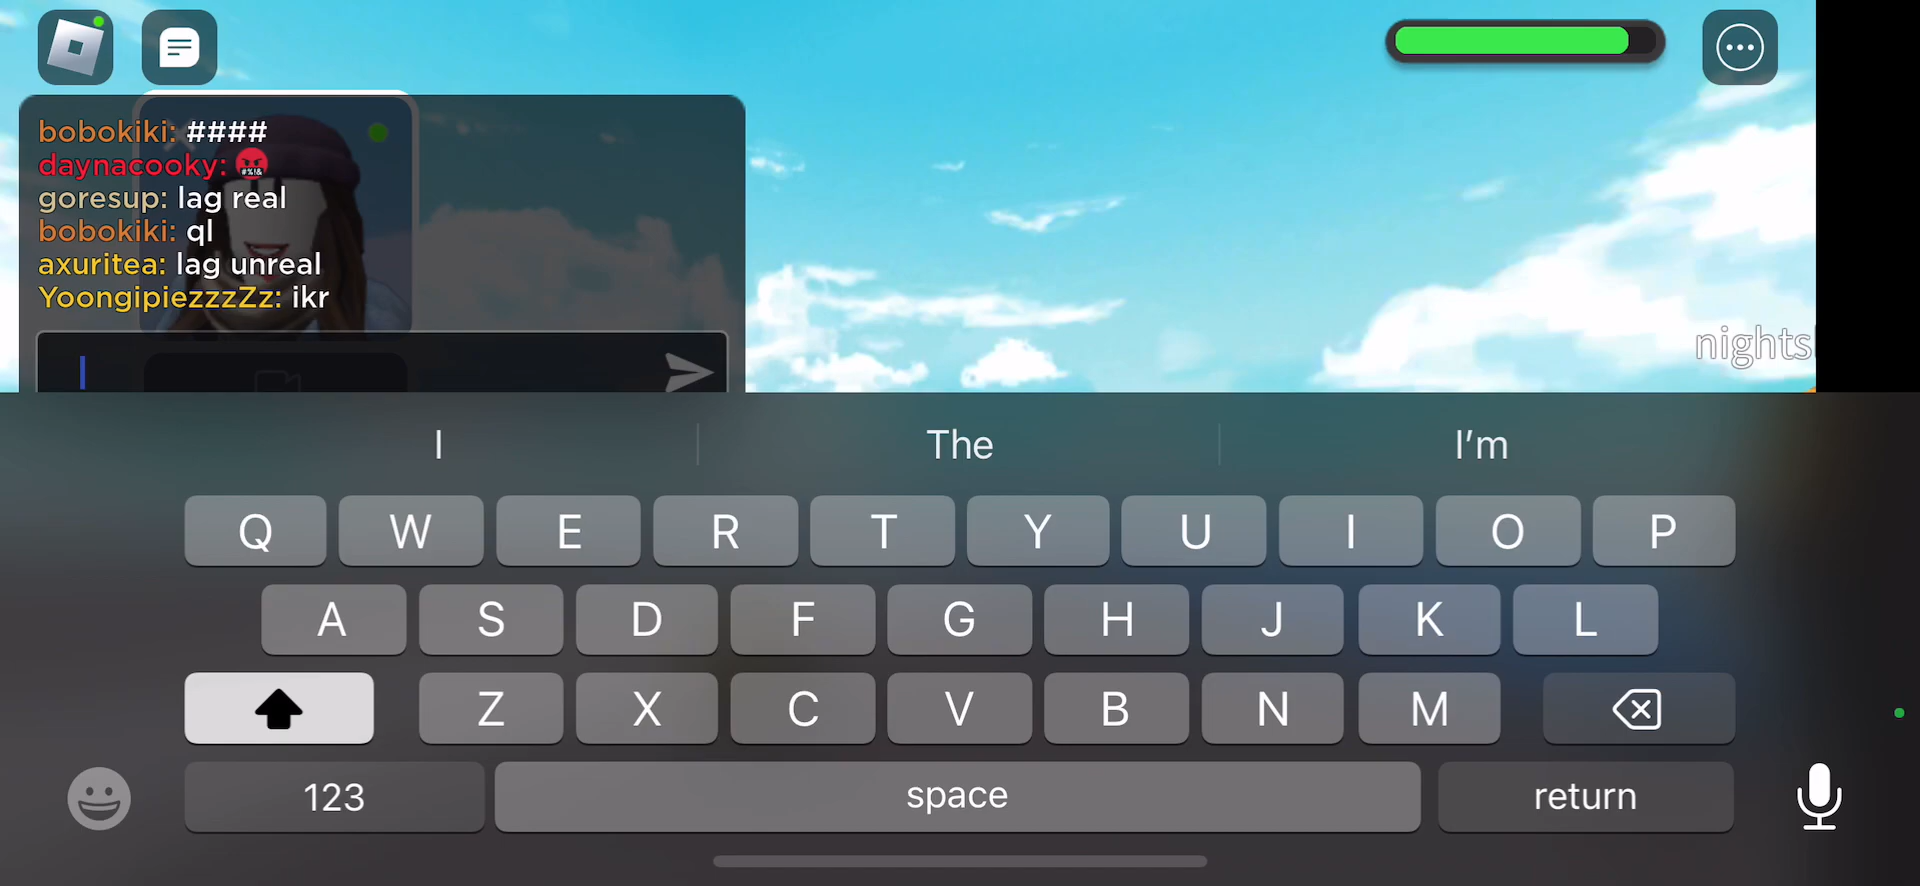 bobokiki: ####
daynacooky: 🤬
goresup: lag real
bobokiki: ql
axuritea: lag unreal
YoongipiezzzZz: ikr
nights
I The I'm
Q W E R T Y U I O P
A S D F G H J K L
Z X C V B N M
123 space return